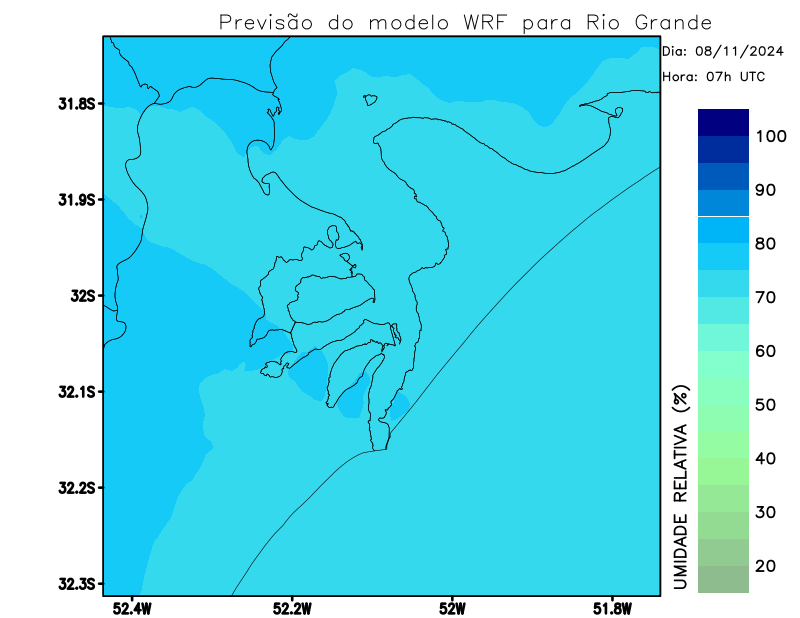 Previsão do modelo WRF para Rio Grande
Dia: 08/11/2024
Hora: 07h UTC
31.8S
31.9S
32S
32.1S
32.2S
32.3S
52.4W
52.2W
52W
51.8W
100
90
80
70
60
50
40
30
20
UMIDADE RELATIVA (%)